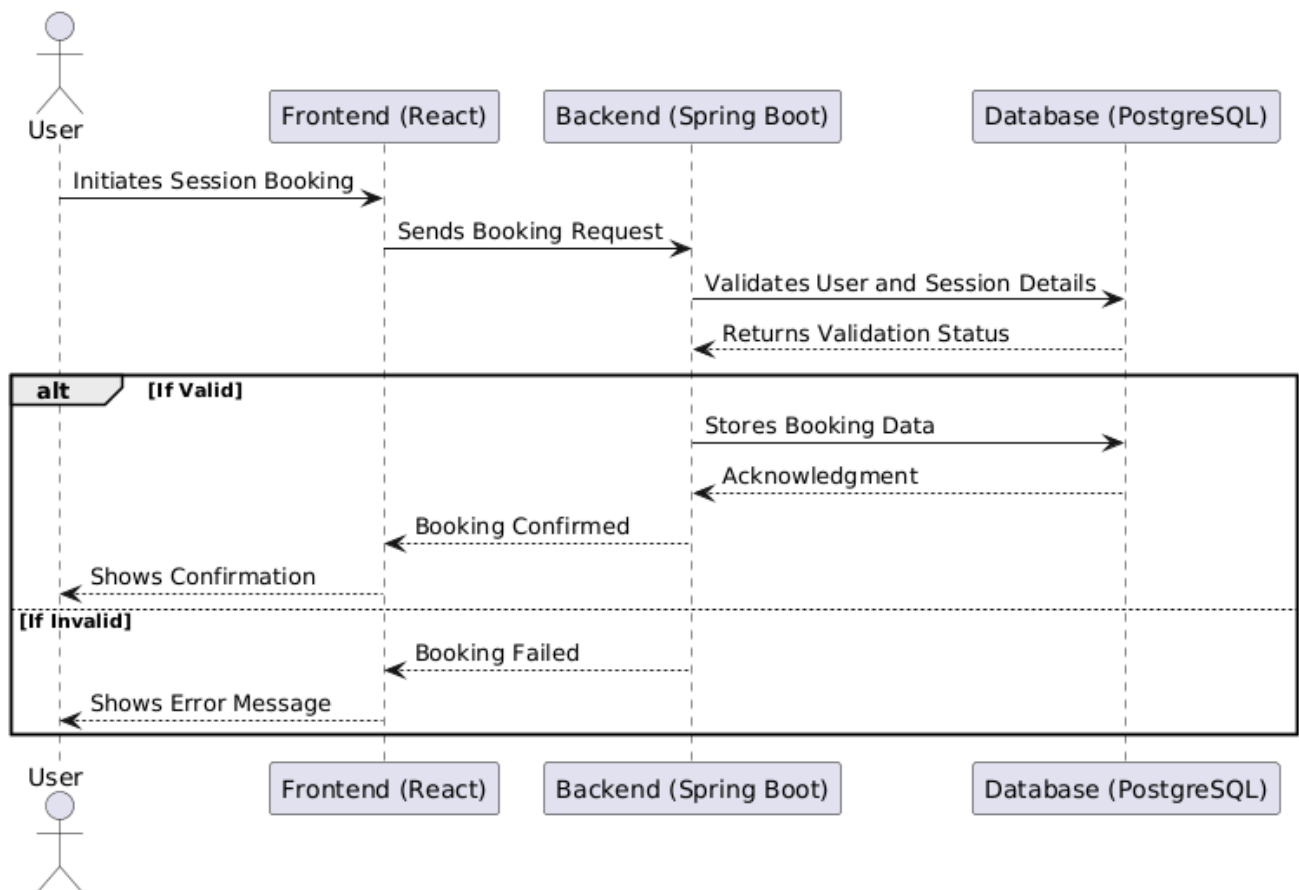 User
Frontend (React)
Backend (Spring Boot)
Database (PostgreSQL)
Initiates Session Booking
Sends Booking Request
Validates User and Session Details
Returns Validation Status
alt
[If Valid]
Stores Booking Data
Acknowledgment
Booking Confirmed
Shows Confirmation
[If Invalid]
Booking Failed
Shows Error Message
User
Frontend (React)
Backend (Spring Boot)
Database (PostgreSQL)